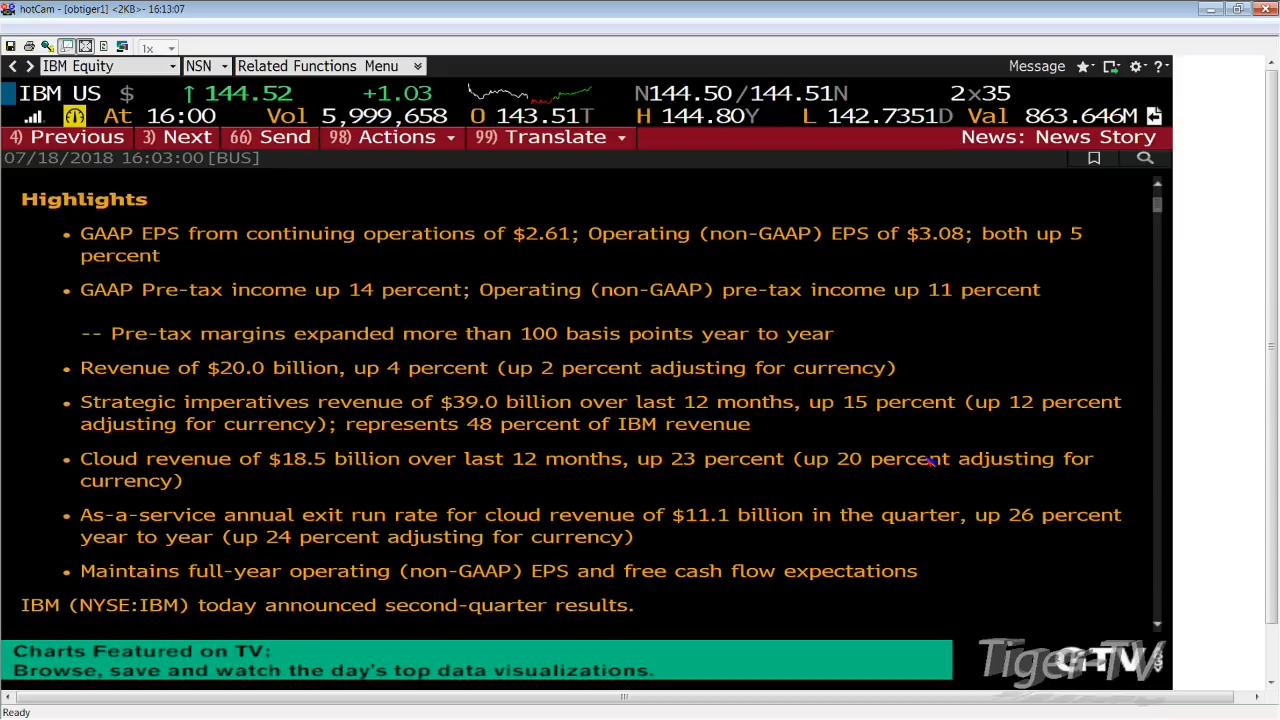 hotCam - [obtiger1] <2KB>- 16:13:07
1x
IBM Equity NSN Related Functions Menu Message
IBM US $ ↑ 144.52 +1.03 N144.50/144.51N 2×35
At 16:00 Vol 5,999,658 O 143.51T H 144.80Y L 142.7351D Val 863.646M
4) Previous 3) Next 66) Send 98) Actions 99) Translate News: News Story
07/18/2018 16:03:00 [BUS]
Highlights
• GAAP EPS from continuing operations of $2.61; Operating (non-GAAP) EPS of $3.08; both up 5
percent
• GAAP Pre-tax income up 14 percent; Operating (non-GAAP) pre-tax income up 11 percent
-- Pre-tax margins expanded more than 100 basis points year to year
• Revenue of $20.0 billion, up 4 percent (up 2 percent adjusting for currency)
• Strategic imperatives revenue of $39.0 billion over last 12 months, up 15 percent (up 12 percent
adjusting for currency); represents 48 percent of IBM revenue
• Cloud revenue of $18.5 billion over last 12 months, up 23 percent (up 20 percent adjusting for
currency)
• As-a-service annual exit run rate for cloud revenue of $11.1 billion in the quarter, up 26 percent
year to year (up 24 percent adjusting for currency)
• Maintains full-year operating (non-GAAP) EPS and free cash flow expectations
IBM (NYSE:IBM) today announced second-quarter results.
Charts Featured on TV:
Browse, save and watch the day's top data visualizations.
Tiger TV
Ready